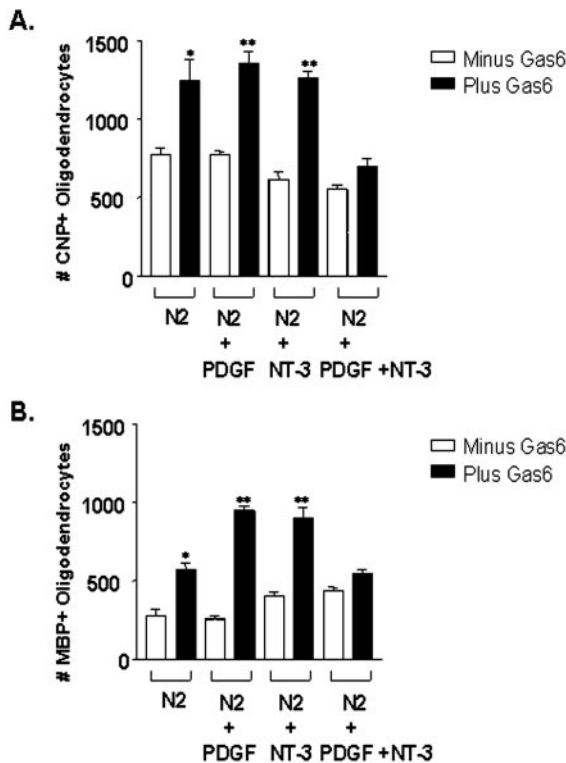 A.
1500
1000
500
0
# CNP+ Oligodendrocytes
* ** **
Minus Gas6
Plus Gas6
N2 N2 N2 N2
+ + +
PDGF NT-3 PDGF +NT-3
B.
1500
1000
500
0
# MBP+ Oligodendrocytes
* ** **
Minus Gas6
Plus Gas6
N2 N2 N2 N2
+ + +
PDGF NT-3 PDGF +NT-3